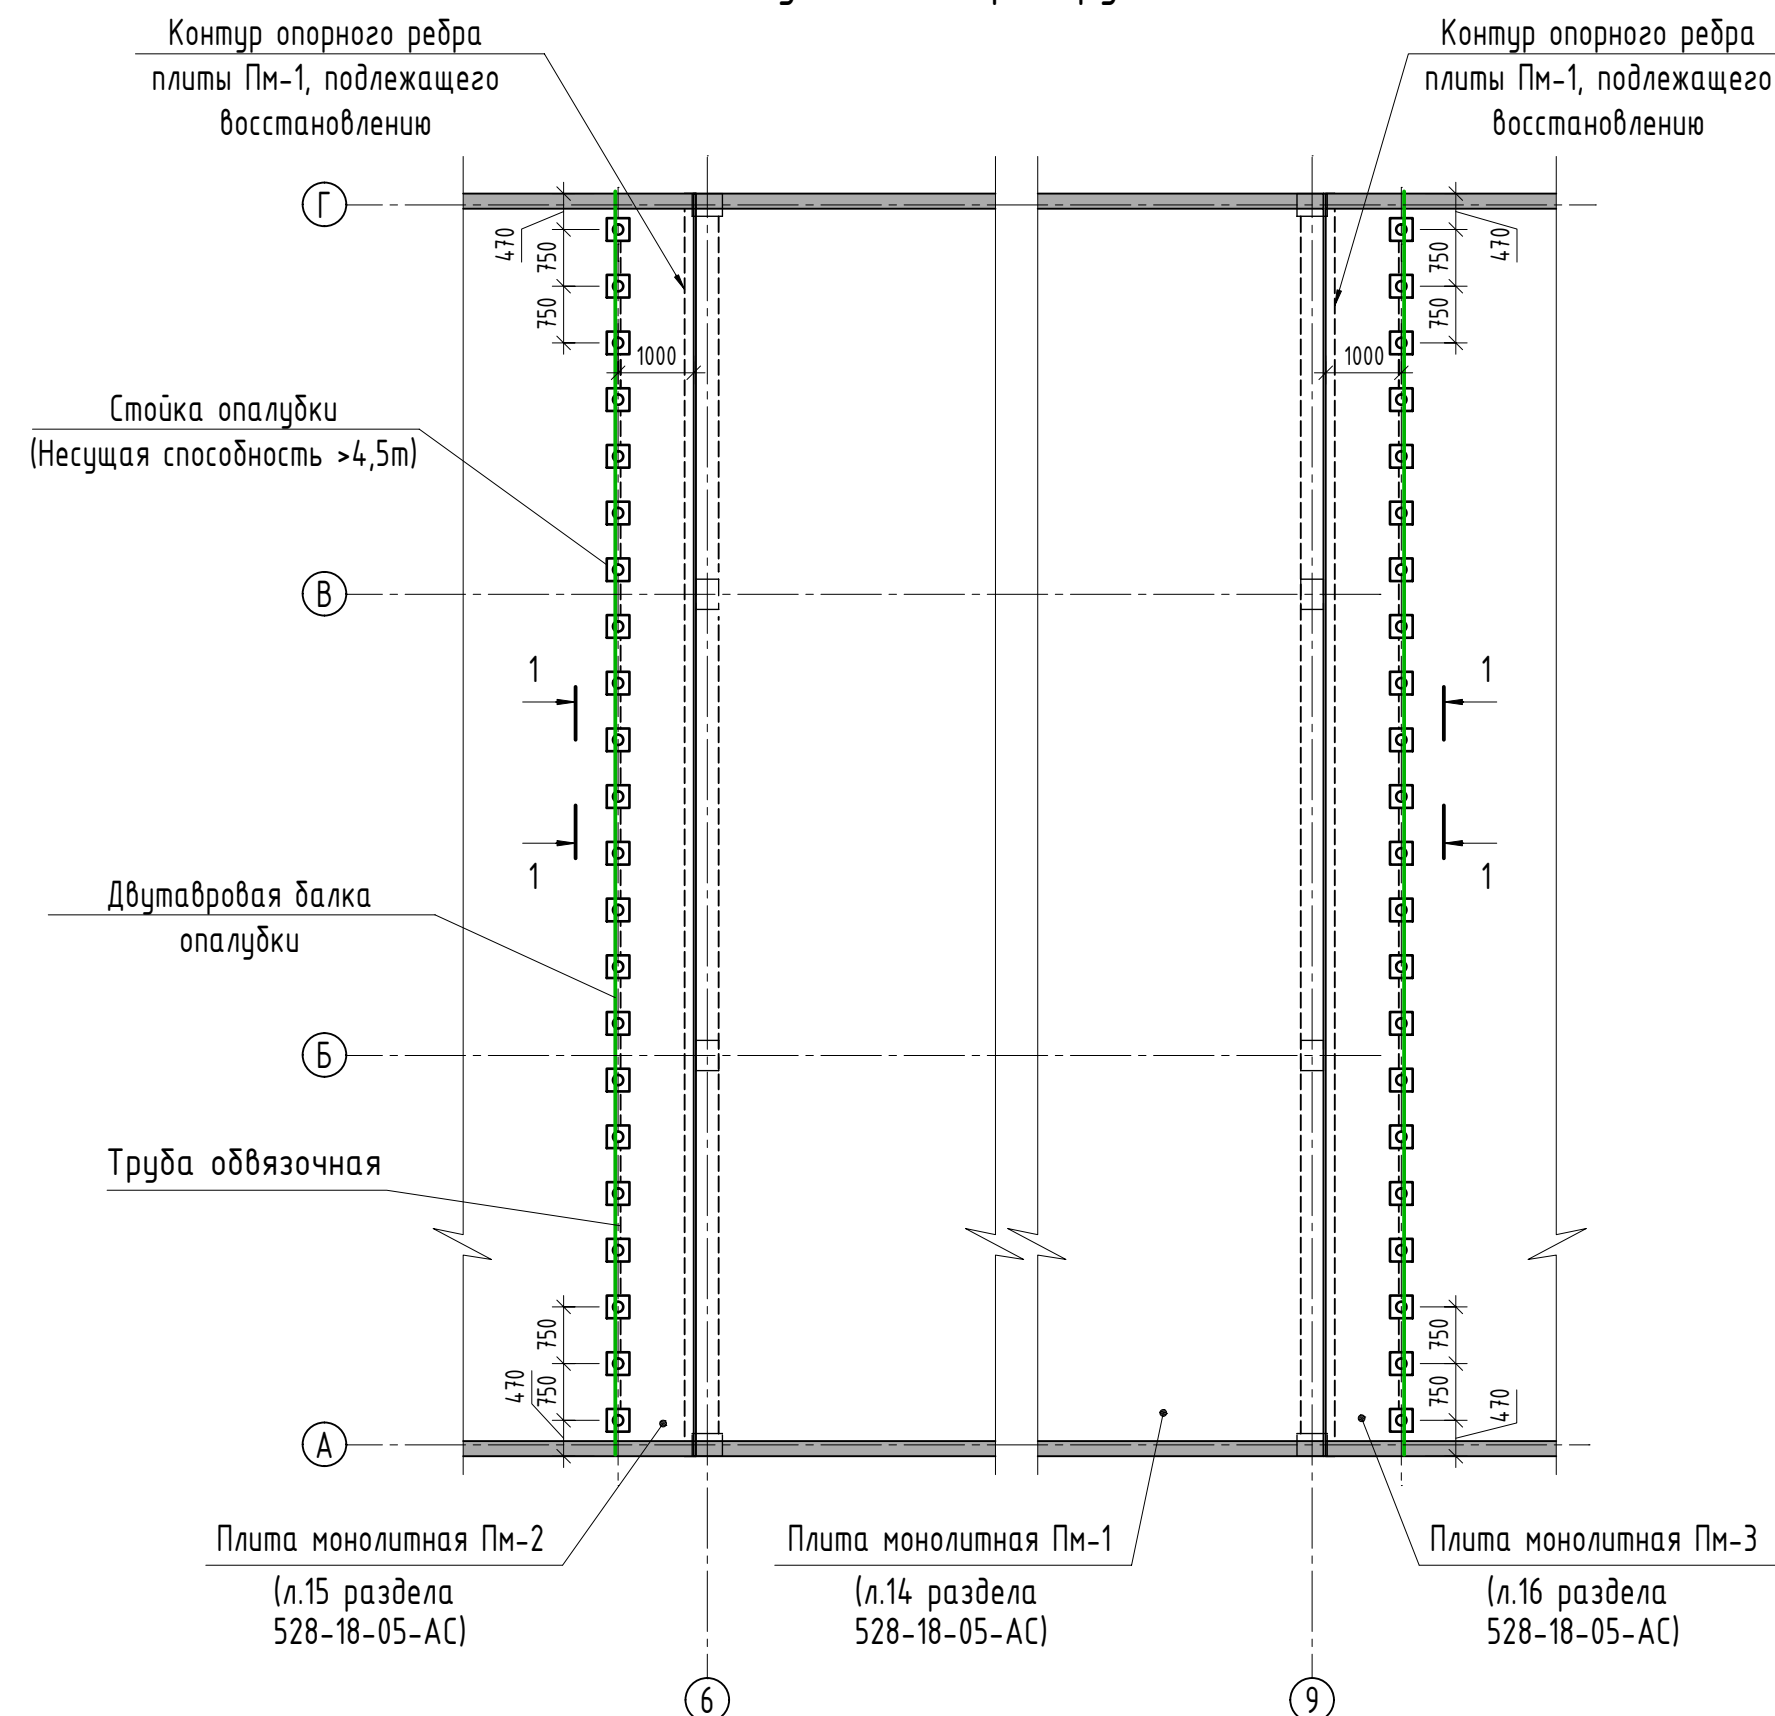 Контур опорного ребра
плиты Пм-1, подлежащего
восстановлению
Контур опорного ребра
плиты Пм-1, подлежащего
восстановлению
Г
470
750
750
1000
1000
750
750
470
Стойка опалубки
(Несущая способность >4,5т)
В
1
1
1
1
Двутавровая балка
опалубки
Б
Труба обвязочная
750
750
470
750
750
470
А
Плита монолитная Пм-2
(л.15 раздела
528-18-05-АС)
Плита монолитная Пм-1
(л.14 раздела
528-18-05-АС)
Плита монолитная Пм-3
(л.16 раздела
528-18-05-АС)
6
9